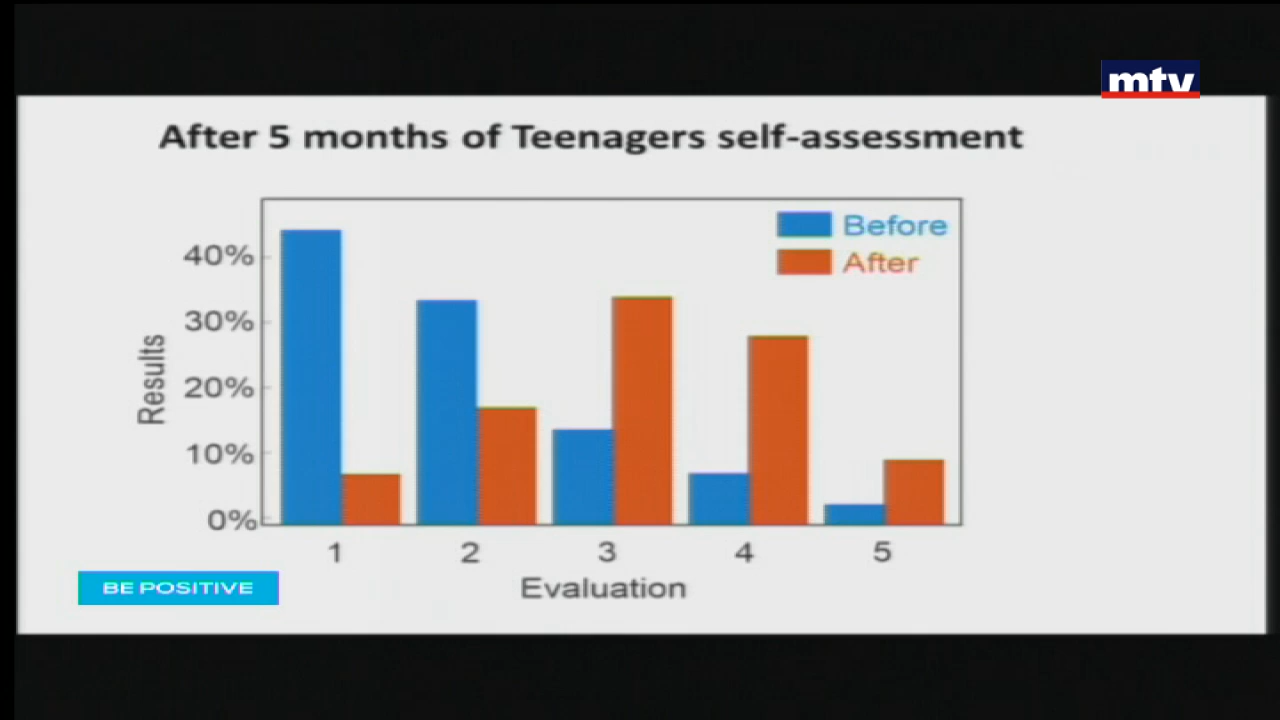 mtv
After 5 months of Teenagers self-assessment
Before
After
40%
30%
20%
10%
0%
Results
1 2 3 4 5
Evaluation
BE POSITIVE